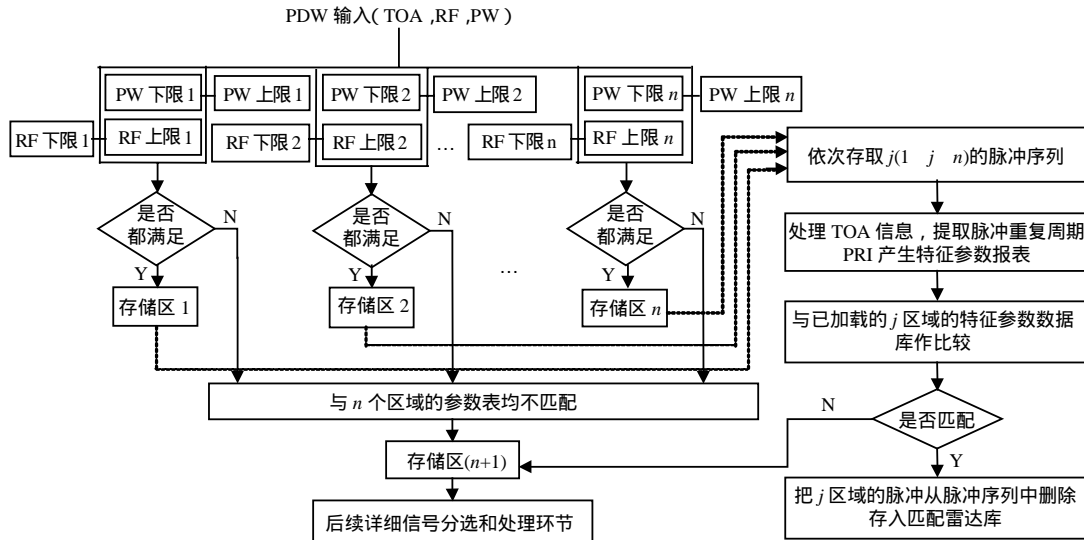 PDW 输入( TOA ,RF ,PW )
PW 下限 1
PW 上限 1
PW 下限 2
PW 上限 2
PW 下限 n
PW 上限 n
RF 下限 1
RF 上限 1
RF 下限 2
RF 上限 2
…
RF 下限 n
RF 上限 n
是否
都满足
N
Y
存储区 1
是否
都满足
N
Y
存储区 2
…
是否
都满足
N
Y
存储区 n
与 n 个区域的参数表均不匹配
存储区(n+1)
后续详细信号分选和处理环节
依次存取 j(1 j n)的脉冲序列
处理 TOA 信息，提取脉冲重复周期
PRI 产生特征参数报表
与已加载的 j 区域的特征参数数据
库作比较
是否匹配
N
Y
把 j 区域的脉冲从脉冲序列中删除
存入匹配雷达库